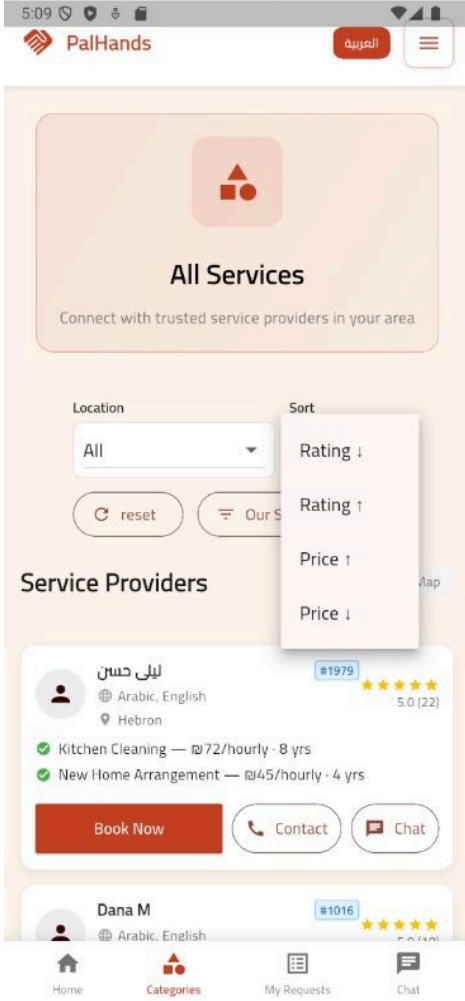 5:09
PalHands
العربية
All Services
Connect with trusted service providers in your area
Location
Sort
All
Rating ↓
Rating ↑
Price ↑
Price ↓
reset
Our S
Service Providers
Map
ليلى حسن
#1979
Arabic, English
5.0 (22)
Hebron
Kitchen Cleaning — ₪72/hourly · 8 yrs
New Home Arrangement — ₪45/hourly · 4 yrs
Book Now
Contact
Chat
Dana M
#1016
Arabic, English
Home
Categories
My Requests
Chat